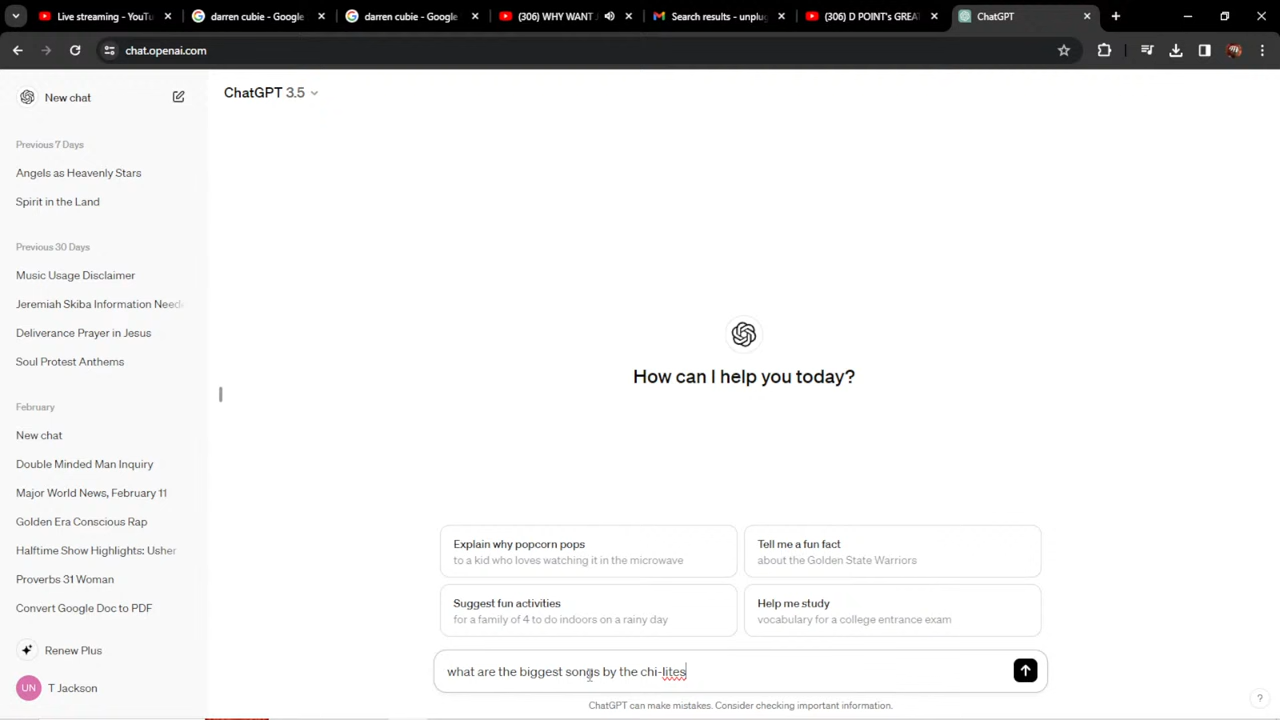 Live streaming - YouTu
darren cubie - Google
darren cubie - Google
(306) WHY WANT
Search results - unplug
(306) D POINT's GREA
ChatGPT
chat.openai.com
New chat
ChatGPT 3.5
Previous 7 Days
Angels as Heavenly Stars
Spirit in the Land
Previous 30 Days
Music Usage Disclaimer
Jeremiah Skiba Information Neede
Deliverance Prayer in Jesus
Soul Protest Anthems
February
New chat
Double Minded Man Inquiry
Major World News, February 11
Golden Era Conscious Rap
Halftime Show Highlights: Usher
Proverbs 31 Woman
Convert Google Doc to PDF
Renew Plus
UN T Jackson
How can I help you today?
Explain why popcorn pops
to a kid who loves watching it in the microwave
Tell me a fun fact
about the Golden State Warriors
Suggest fun activities
for a family of 4 to do indoors on a rainy day
Help me study
vocabulary for a college entrance exam
what are the biggest songs by the chi-lites
ChatGPT can make mistakes. Consider checking important information.
?